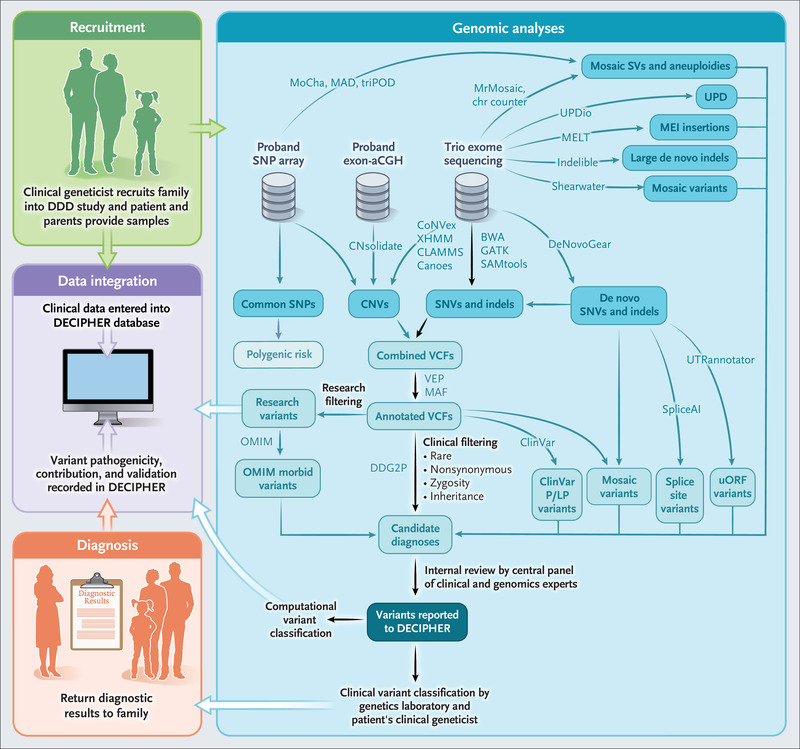 Recruitment
Clinical geneticist recruits family
into DDD study and patient and
parents provide samples
Data integration
Clinical data entered into
DECIPHER database
Variant pathogenicity,
contribution, and validation
recorded in DECIPHER
Diagnosis
Diagnostic
Results
Return diagnostic
results to family
Genomic analyses
MoCha, MAD, triPOD
MrMosaic,
chr counter
Mosaic SVs and aneuploidies
UPDio
UPD
MELT
MEI insertions
Indelible
Large de novo indels
Shearwater
Mosaic variants
Proband
SNP array
Proband
exon-aCGH
Trio exome
sequencing
CNsolidate
CoNVex
XHMM
CLAMMS
Canoes
BWA
GATK
SAMtools
DeNovoGear
Common SNPs
CNVs
SNVs and indels
De novo
SNVs and indels
Polygenic risk
Combined VCFs
VEP
MAF
UTRannotator
SpliceAI
Research
variants
Research
filtering
Annotated VCFs
OMIM
OMIM morbid
variants
DDG2P
Clinical filtering
• Rare
• Nonsynonymous
• Zygosity
• Inheritance
ClinVar
ClinVar
P/LP
variants
Mosaic
variants
Splice
site
variants
uORF
variants
Candidate
diagnoses
Internal review by central panel
of clinical and genomics experts
Computational
variant
classification
Variants reported
to DECIPHER
Clinical variant classification by
genetics laboratory and
patient's clinical geneticist